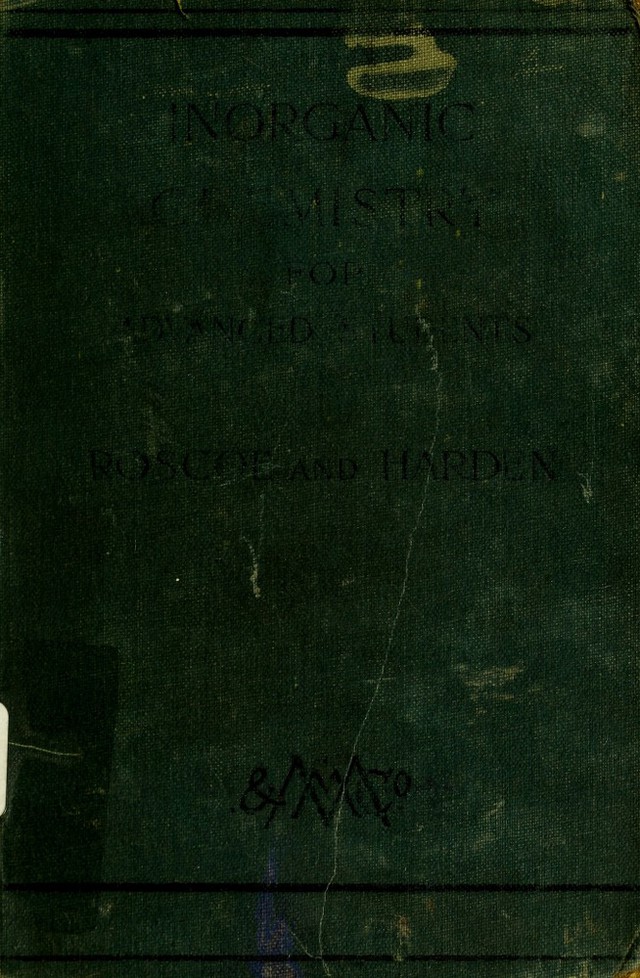 INORGANIC
CHEMISTRY
FOR
ADVANCED STUDENTS
ROSCOE AND HARDEN